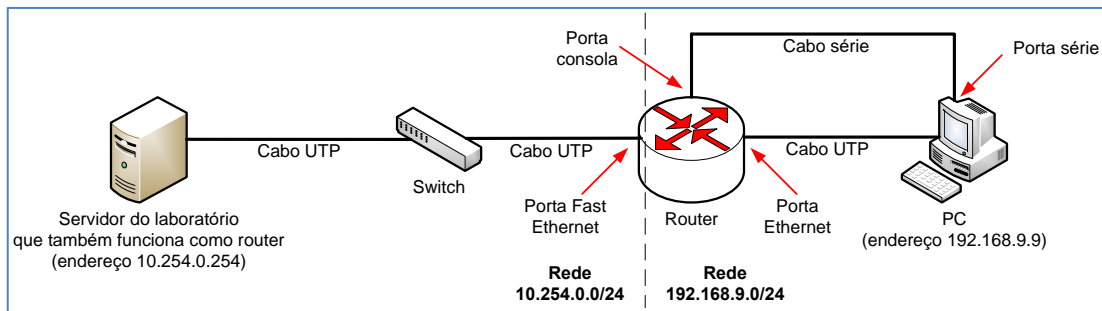 Porta
consola
Cabo série
Porta série
Cabo UTP
Cabo UTP
Cabo UTP
Switch
Servidor do laboratório
que também funciona como router
(endereço 10.254.0.254)
Porta Fast
Ethernet
Router
Porta
Ethernet
PC
(endereço 192.168.9.9)
Rede
10.254.0.0/24
Rede
192.168.9.0/24